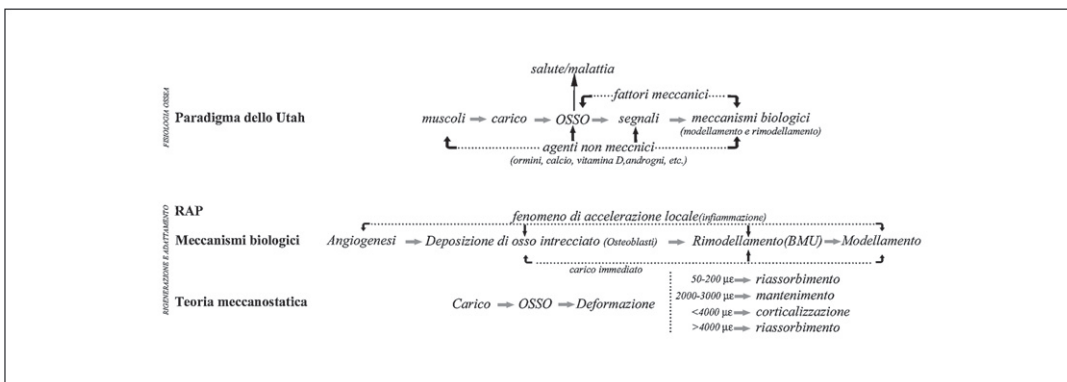 salute/malattia
fattori meccanici
FISIOLOGIA OSSEA
Paradigma dello Utah
muscoli carico OSSO segnali meccanismi biologici
(modellamento e rimodellamento)
agenti non meccnici
(ormini, calcio, vitamina D,androgni, etc.)
RIGENERAZIONE E ADATTAMENTO
RAP
fenomeno di accelerazione locale(infiammazione)
Meccanismi biologici
Angiogenesi Deposizione di osso intrecciato (Osteoblasti) Rimodellamento(BMU) Modellamento
carico immediato
Teoria meccanostatica
Carico OSSO Deformazione
50-200 με riassorbimento
2000-3000 με mantenimento
<4000 με corticalizzazione
>4000 με riassorbimento